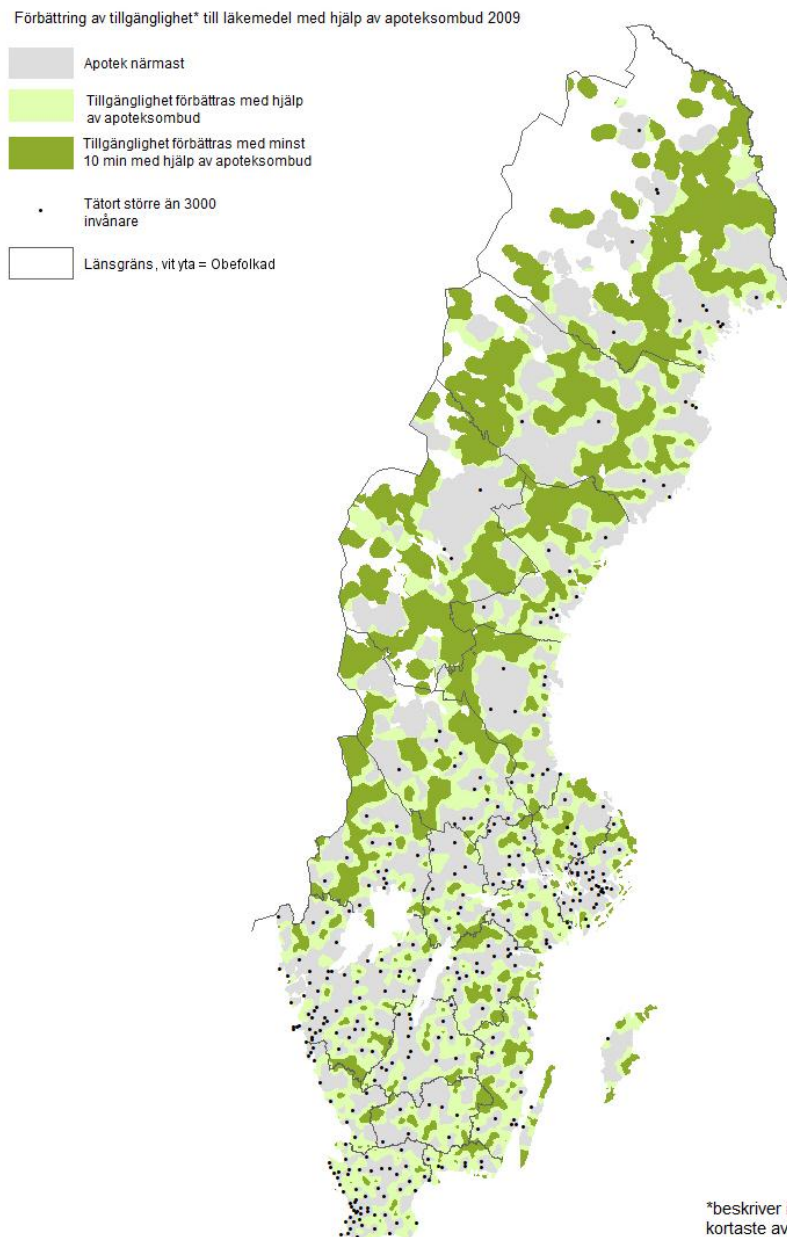 Förbättring av tillgänglighet* till läkemedel med hjälp av apoteksombud 2009
Apotek närmast
Tillgänglighet förbättras med hjälp
av apoteksombud
Tillgänglighet förbättras med minst
10 min med hjälp av apoteksombud
Tätort större än 3000
invånare
Länsgräns, vit yta = Obefolkad
*beskriver
kortaste av